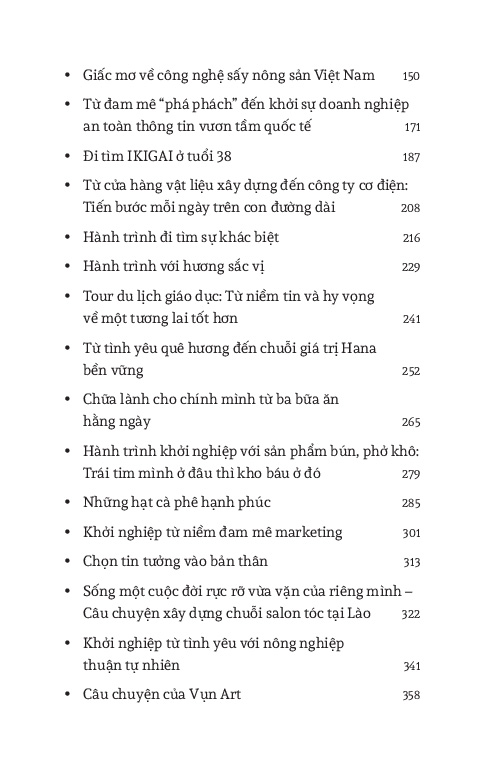 • Giấc mơ về công nghệ sấy nông sản Việt Nam 150
• Từ đam mê “phá phách” đến khởi sự doanh nghiệp
an toàn thông tin vươn tầm quốc tế 171
• Đi tìm IKIGAI ở tuổi 38 187
• Từ cửa hàng vật liệu xây dựng đến công ty cơ điện:
Tiến bước mỗi ngày trên con đường dài 208
• Hành trình đi tìm sự khác biệt 216
• Hành trình với hương sắc vị 229
• Tour du lịch giáo dục: Từ niềm tin và hy vọng
về một tương lai tốt hơn 241
• Từ tình yêu quê hương đến chuỗi giá trị Hana
bền vững 252
• Chữa lành cho chính mình từ ba bữa ăn
hằng ngày 265
• Hành trình khởi nghiệp với sản phẩm bún, phở khô:
Trái tim mình ở đâu thì kho báu ở đó 279
• Những hạt cà phê hạnh phúc 285
• Khởi nghiệp từ niềm đam mê marketing 301
• Chọn tin tưởng vào bản thân 313
• Sống một cuộc đời rực rỡ vừa vặn của riêng mình –
Câu chuyện xây dựng chuỗi salon tóc tại Lào 322
• Khởi nghiệp từ tình yêu với nông nghiệp
thuận tự nhiên 341
• Câu chuyện của Vụn Art 358